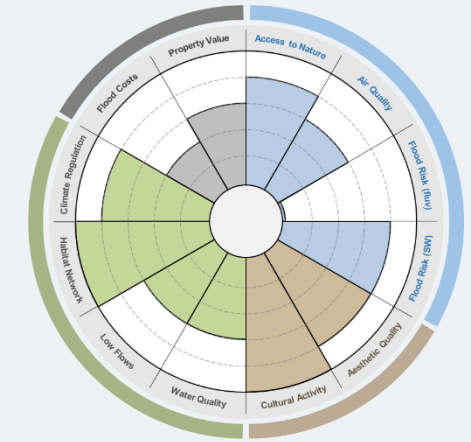 Property Value
Access to Nature
Air Quality
Flood Risk (fluv)
Flood Risk (SW)
Aesthetic Quality
Cultural Activity
Water Quality
Low Flows
Habitat Network
Climate Regulation
Flood Costs